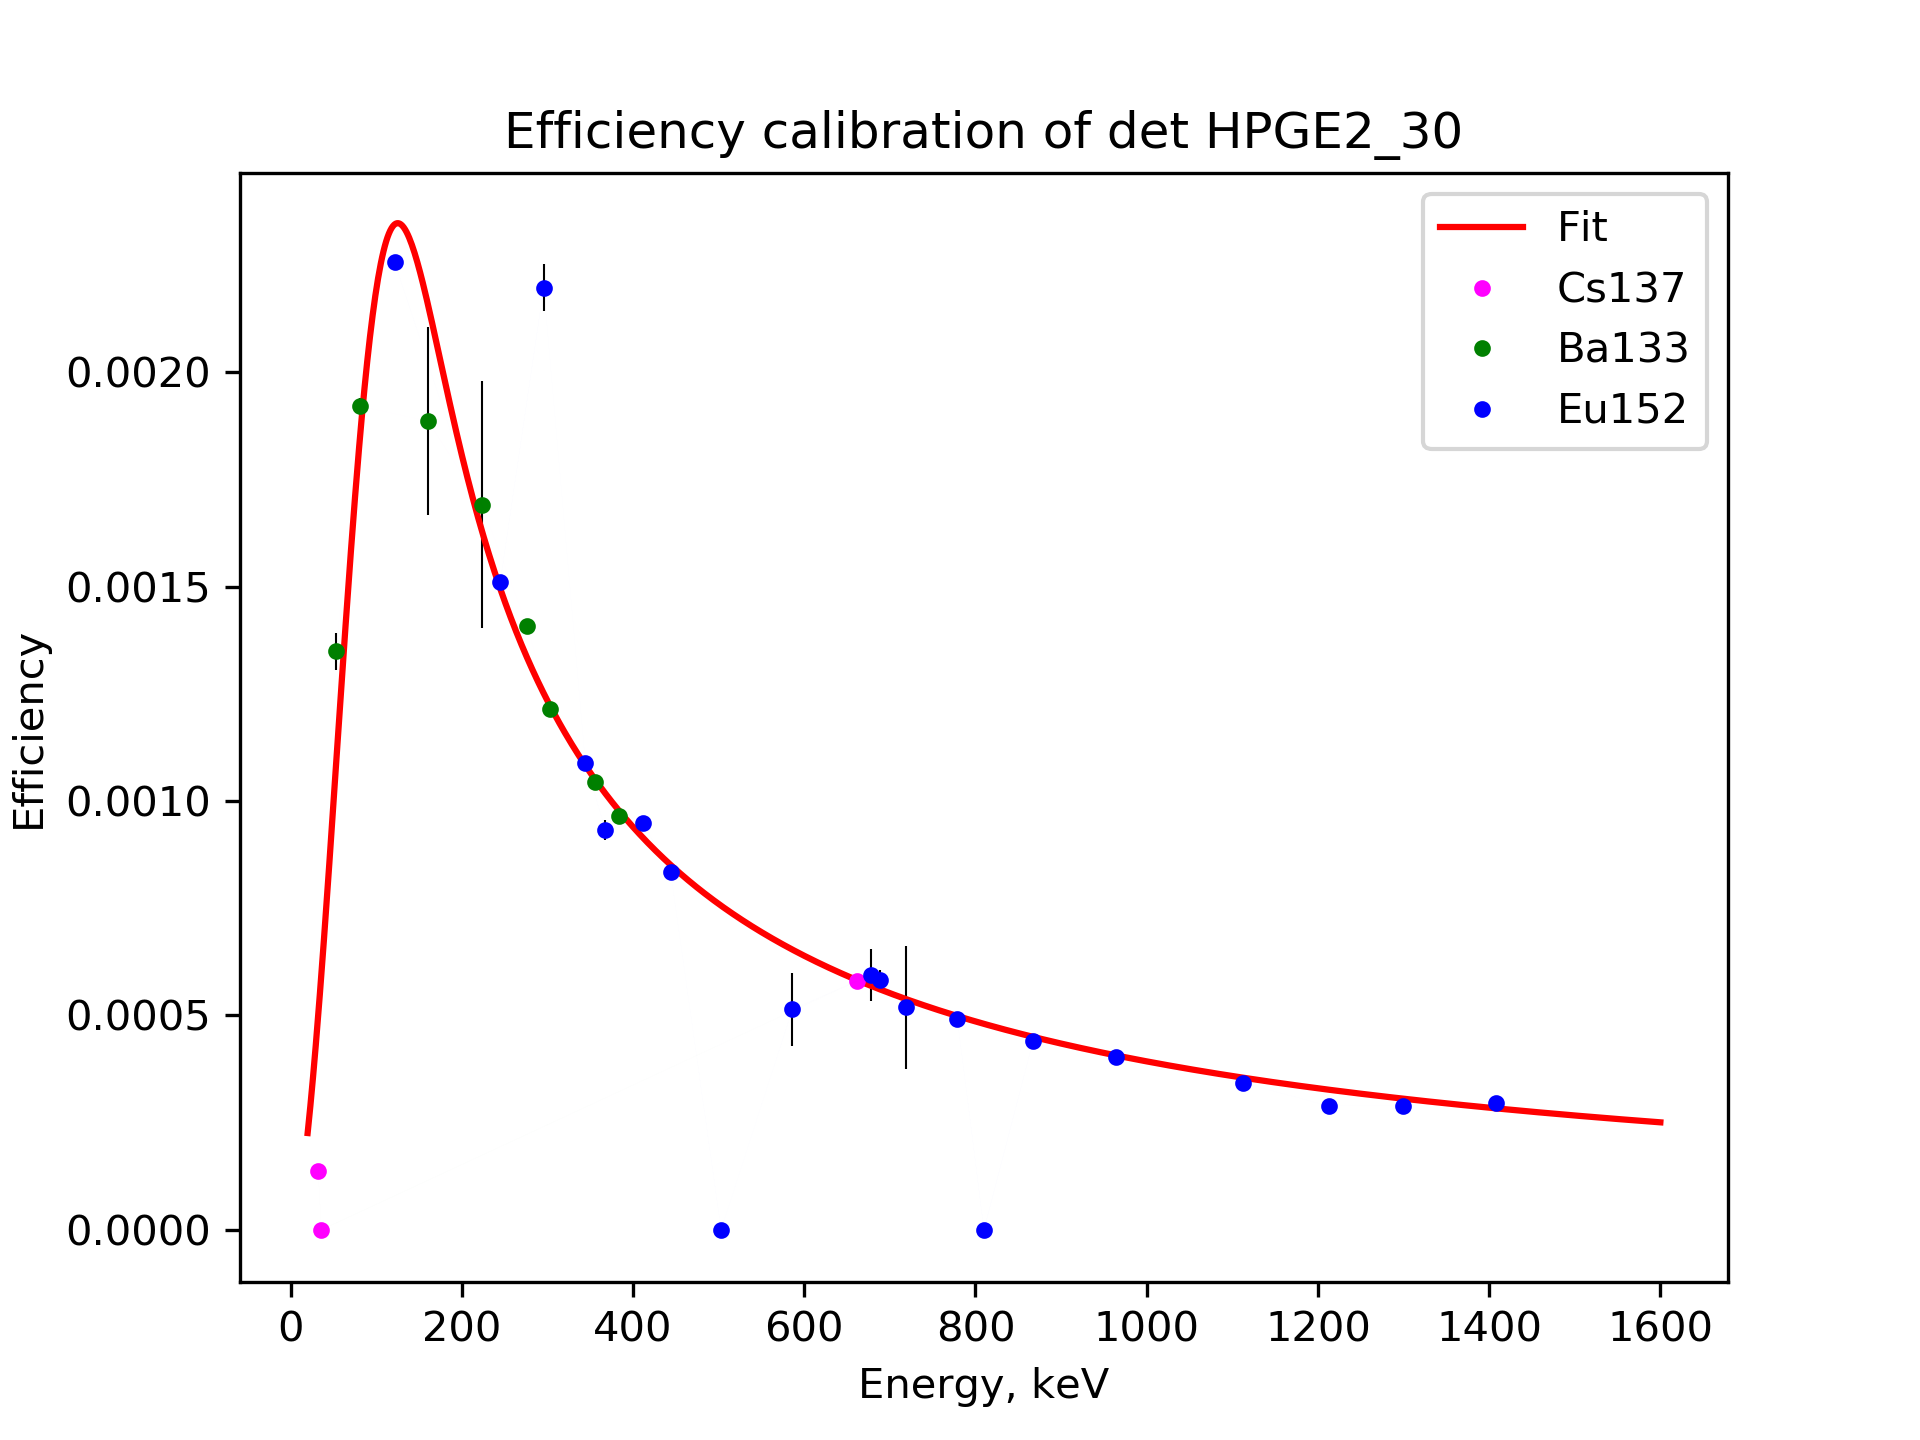 Efficiency calibration of det HPGE2_30
Fit
Cs137
Ba133
Eu152
Efficiency
0.0020
0.0015
0.0010
0.0005
0.0000
0 200 400 600 800 1000 1200 1400 1600
Energy, keV